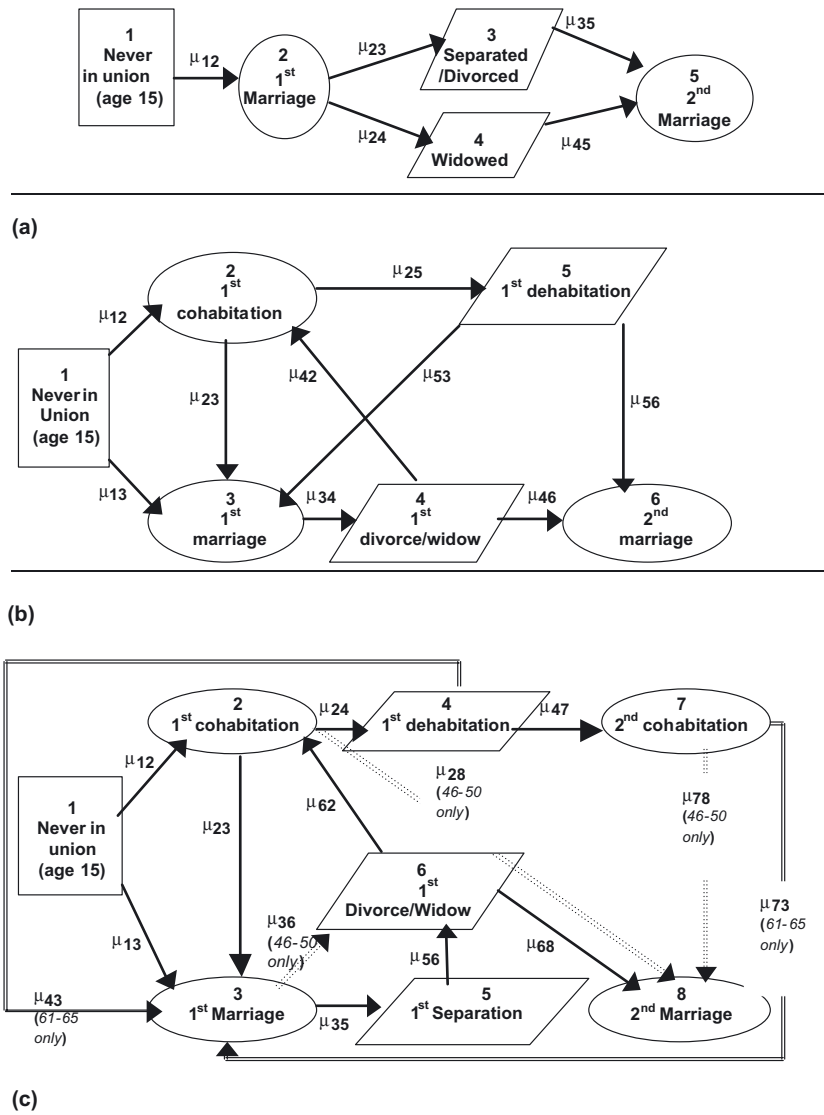 1
Never
in union
(age 15)
μ12
2
1st
Marriage
μ23
μ24
3
Separated
/Divorced
4
Widowed
μ35
μ45
5
2nd
Marriage
(a)
2
1st
cohabitation
μ25
5
1st dehabitation
μ12
1
Never in
Union
(age 15)
μ13
μ23
μ42
μ53
μ56
3
1st
marriage
μ34
4
1st
divorce/widow
μ46
6
2nd
marriage
(b)
2
1st cohabitation
μ24
4
1st dehabitation
μ47
7
2nd cohabitation
μ12
1
Never in
union
(age 15)
μ13
μ23
μ62
μ28
(46-50
only)
μ78
(46-50
only)
6
1st
Divorce/Widow
μ36
(46-50
only)
μ56
μ68
μ73
(61-65
only)
μ43
(61-65
only)
3
1st Marriage
μ35
5
1st Separation
8
2nd Marriage
(c)